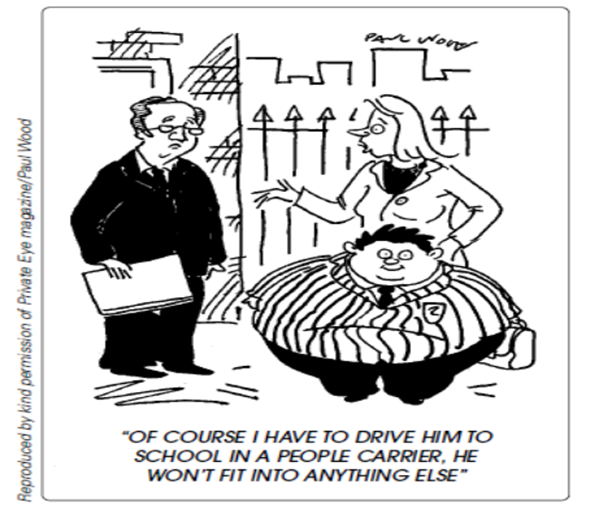 PAUL WOOD
Reproduced by kind permission of Private Eye magazine/Paul Wood
"OF COURSE I HAVE TO DRIVE HIM TO
SCHOOL IN A PEOPLE CARRIER, HE
WON'T FIT INTO ANYTHING ELSE"